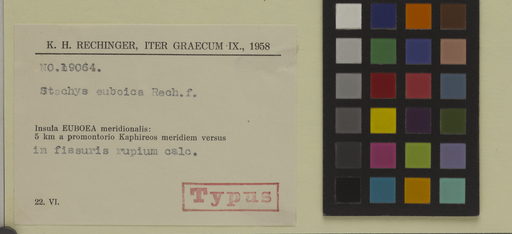 K. H. RECHINGER, ITER GRAECUM IX., 1958
NO.19064.
Stachys euboica Rech.f.
Insula EUBOEA meridionalis:
5 km a promontorio Kaphireos meridiem versus
in fissuris rupium calc.
22. VI.
Typus